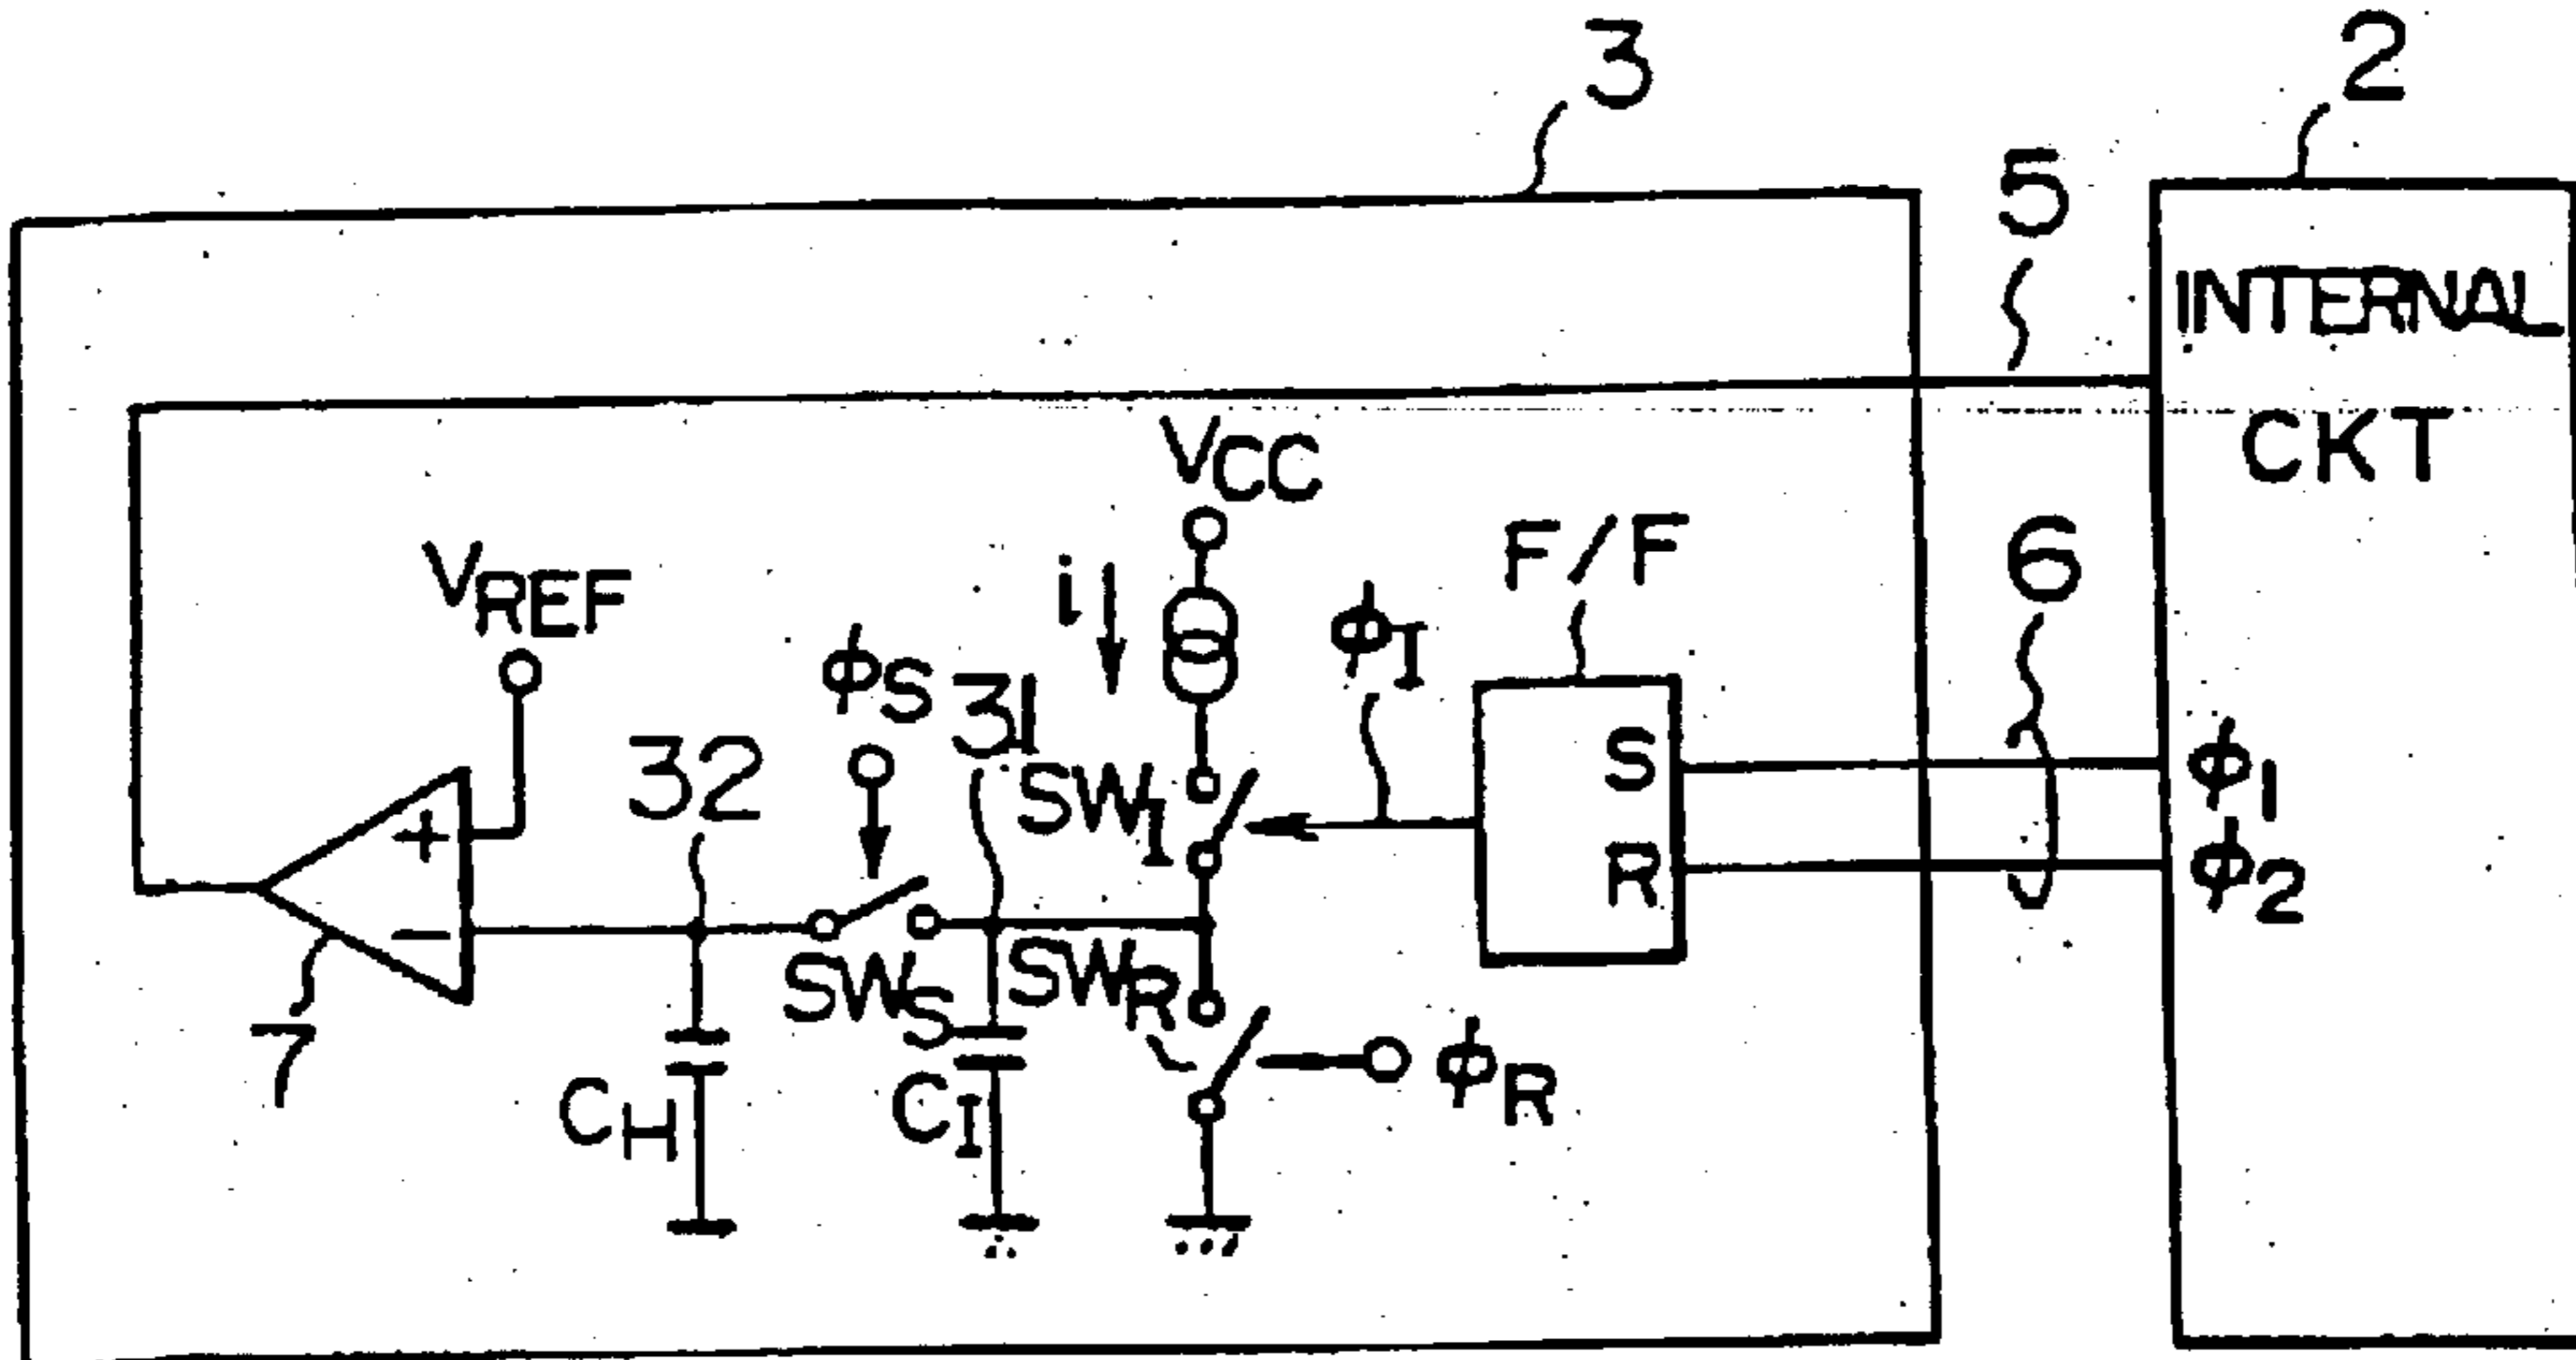 3
2
5
INTERNAL
CKT
VCC
VREF
i
F/F
6
ϕS
31
ϕI
32
SWI
S
ϕ1
+
R
ϕ2
−
SWS
SWR
7
CH
CI
ϕR